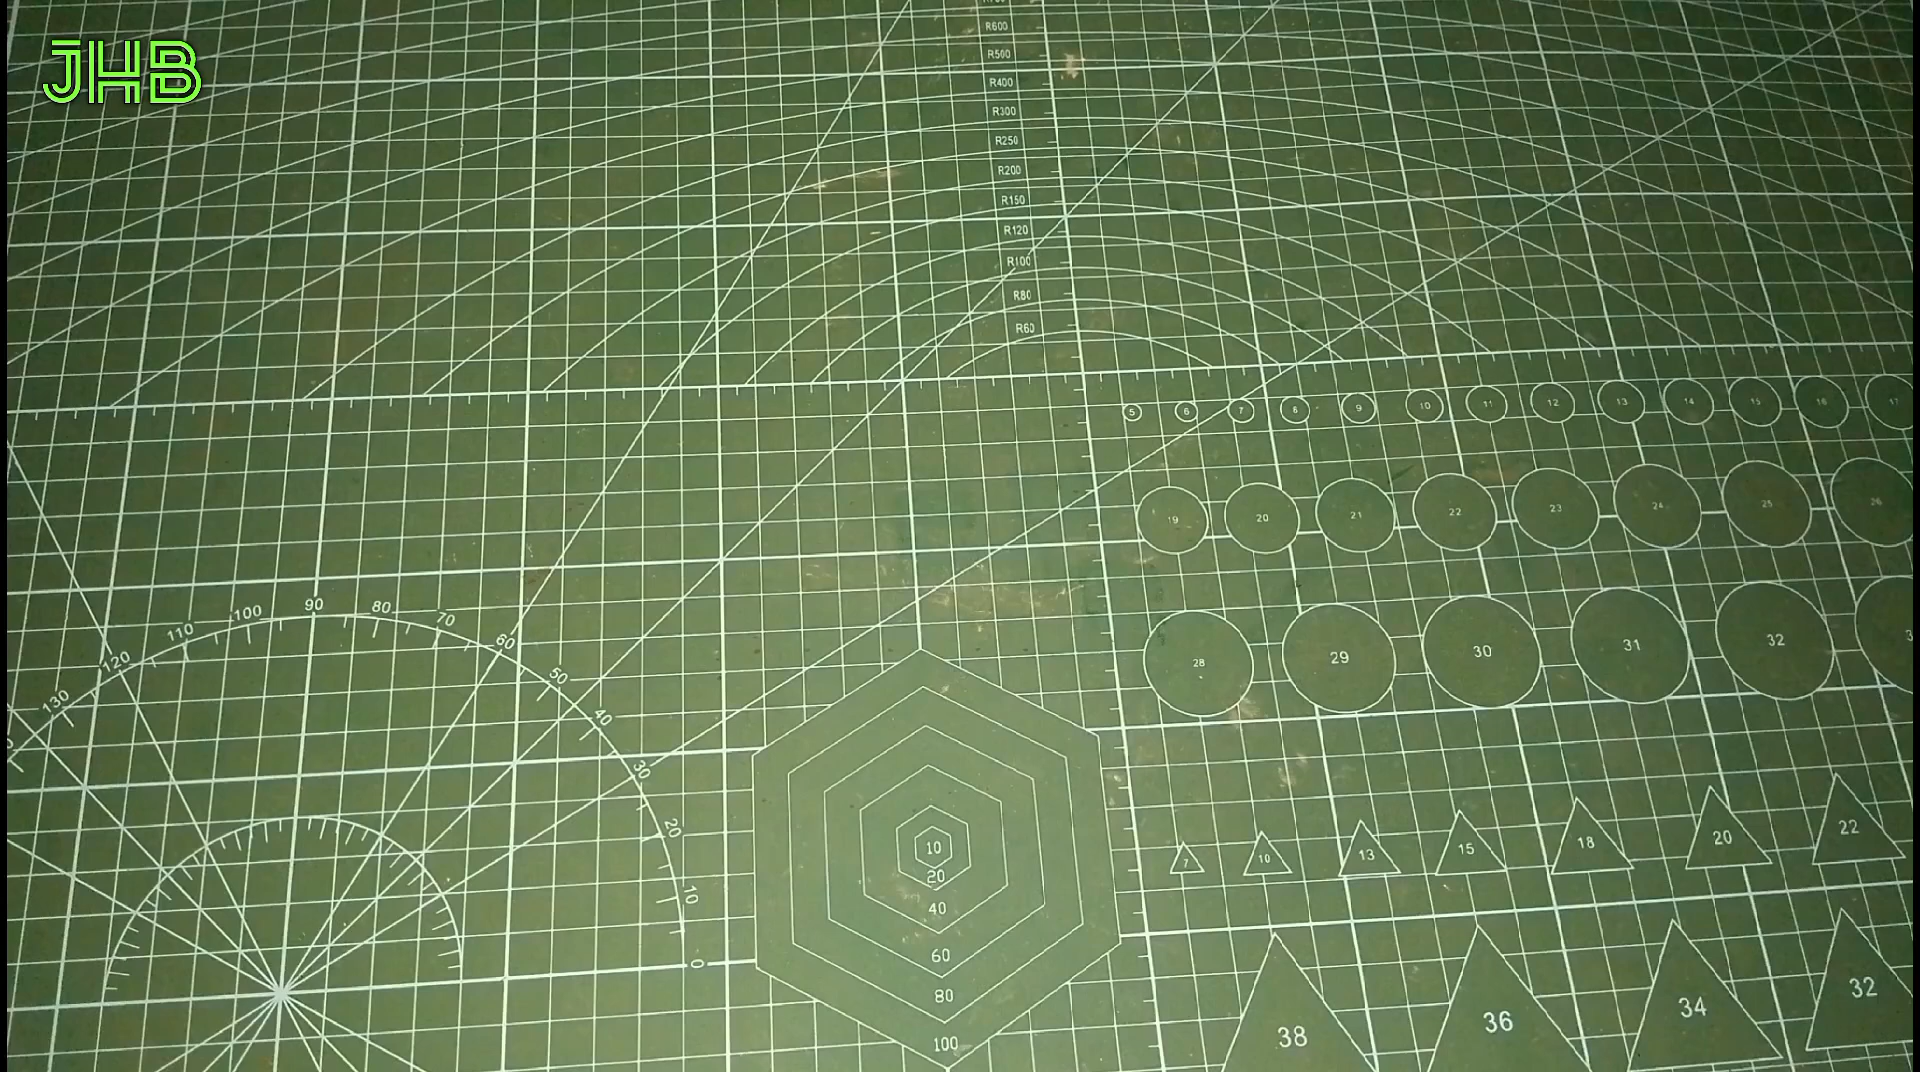 JHB
R600
R500
R400
R300
R250
R200
R150
R120
R100
R80
R60
5 6 7 8 9 10 11 12 13 14 15 16 17
19 20 21 22 23 24 25 26
28 29 30 31 32
130 120 110 100 90 80 70 60 50 40 30 20 10 0
7 10 13 15 18 20 22
10
20
40
60
80
100
38 36 34 32